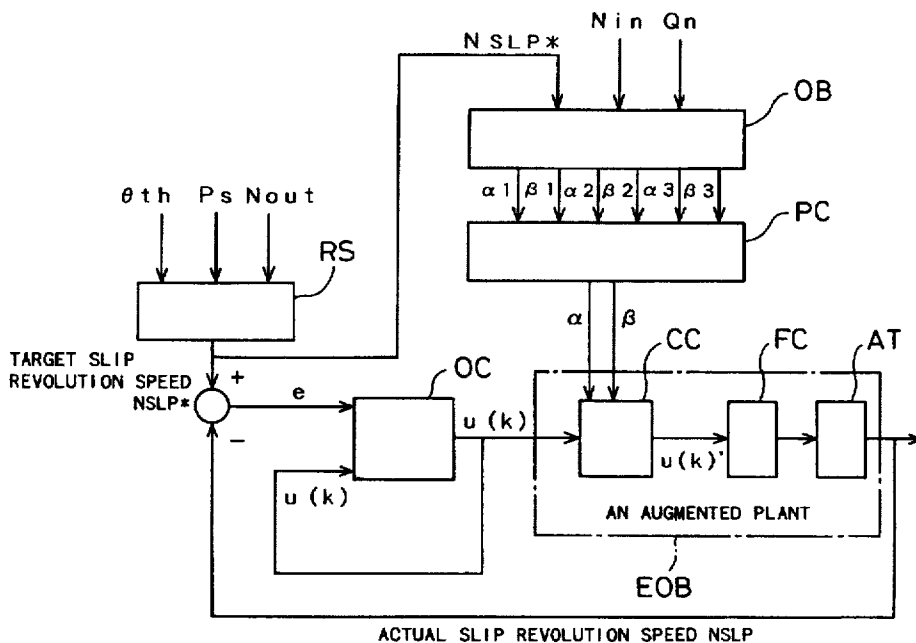 Nin Qn
NSLP*
OB
α1 β1 α2 β2 α3 β3
θth Ps Nout
PC
RS
α β
TARGET SLIP
REVOLUTION SPEED
NSLP*
+
−
e
OC
u(k)
u(k)
CC
FC
AT
u(k)'
AN AUGMENTED PLANT
EOB
ACTUAL SLIP REVOLUTION SPEED NSLP